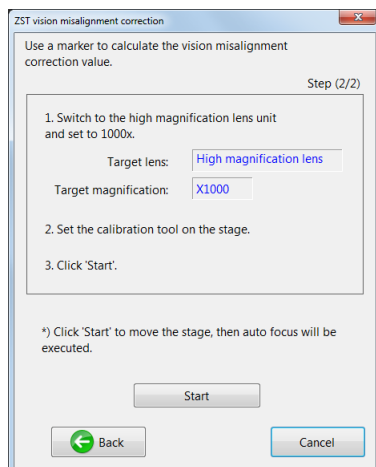 ZST vision misalignment correction
Use a marker to calculate the vision misalignment
correction value.
Step (2/2)
1. Switch to the high magnification lens unit
and set to 1000x.
Target lens: High magnification lens
Target magnification: X1000
2. Set the calibration tool on the stage.
3. Click 'Start'.
*) Click 'Start' to move the stage, then auto focus will be
executed.
Start
Back Cancel